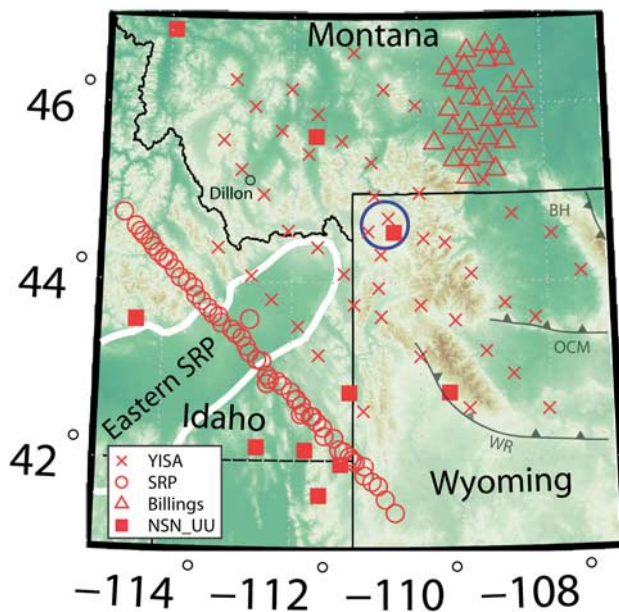 Montana
46°
Dillon
BH
44°
Eastern SRP
OCM
Idaho
WR
42°
Wyoming
YISA
SRP
Billings
NSN_UU
−114° −112° −110° −108°